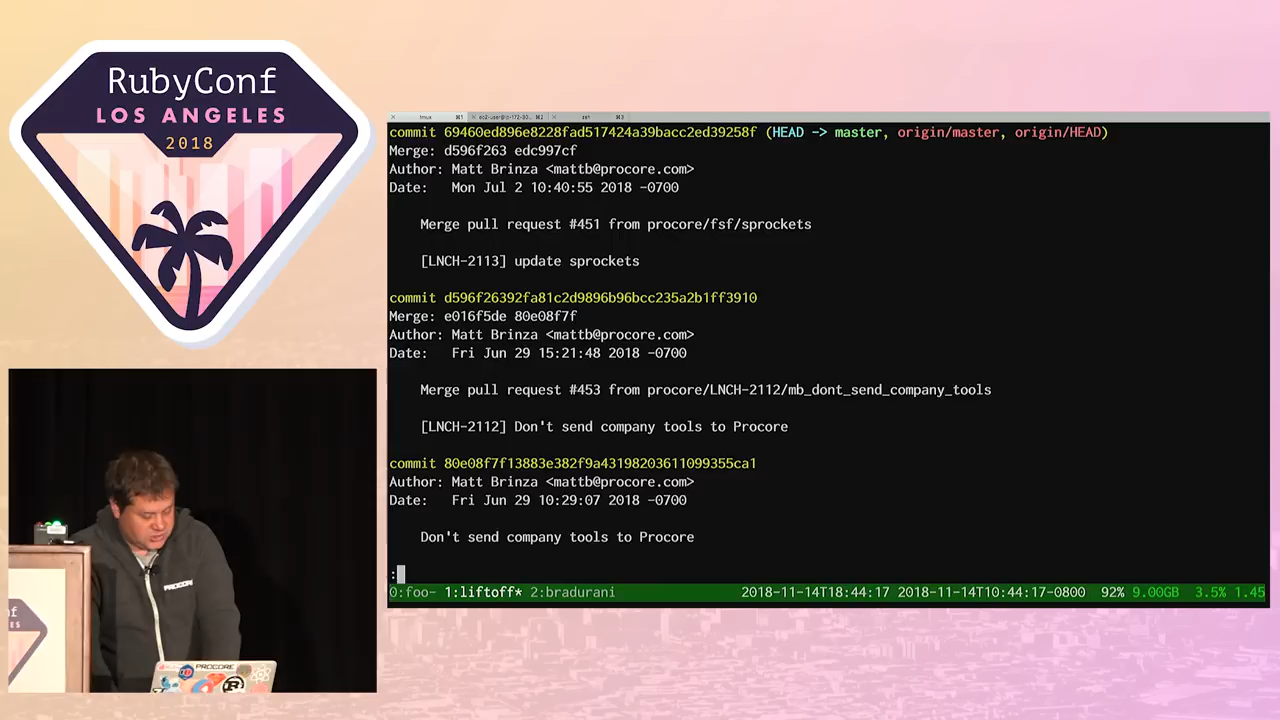 RubyConf
LOS ANGELES
2018
tmux ⌘1 ⌘2 ⌘3
commit 69460ed896e8228fad517424a39bacc2ed39258f (HEAD -> master, origin/master, origin/HEAD)
Merge: d596f263 edc997cf
Author: Matt Brinza <mattb@procore.com>
Date:   Mon Jul 2 10:40:55 2018 -0700
Merge pull request #451 from procore/fsf/sprockets
[LNCH-2113] update sprockets
commit d596f26392fa81c2d9896b96bcc235a2b1ff3910
Merge: e016f5de 80e08f7f
Author: Matt Brinza <mattb@procore.com>
Date:   Fri Jun 29 15:21:48 2018 -0700
Merge pull request #453 from procore/LNCH-2112/mb_dont_send_company_tools
[LNCH-2112] Don't send company tools to Procore
commit 80e08f7f13883e382f9a43198203611099355ca1
Author: Matt Brinza <mattb@procore.com>
Date:   Fri Jun 29 10:29:07 2018 -0700
Don't send company tools to Procore
:
0:foo- 1:liftoff* 2:bradurani 2018-11-14T18:44:17 2018-11-14T10:44:17-0800 92% 9.00GB 3.5% 1.45
PROCORE
PROCORE